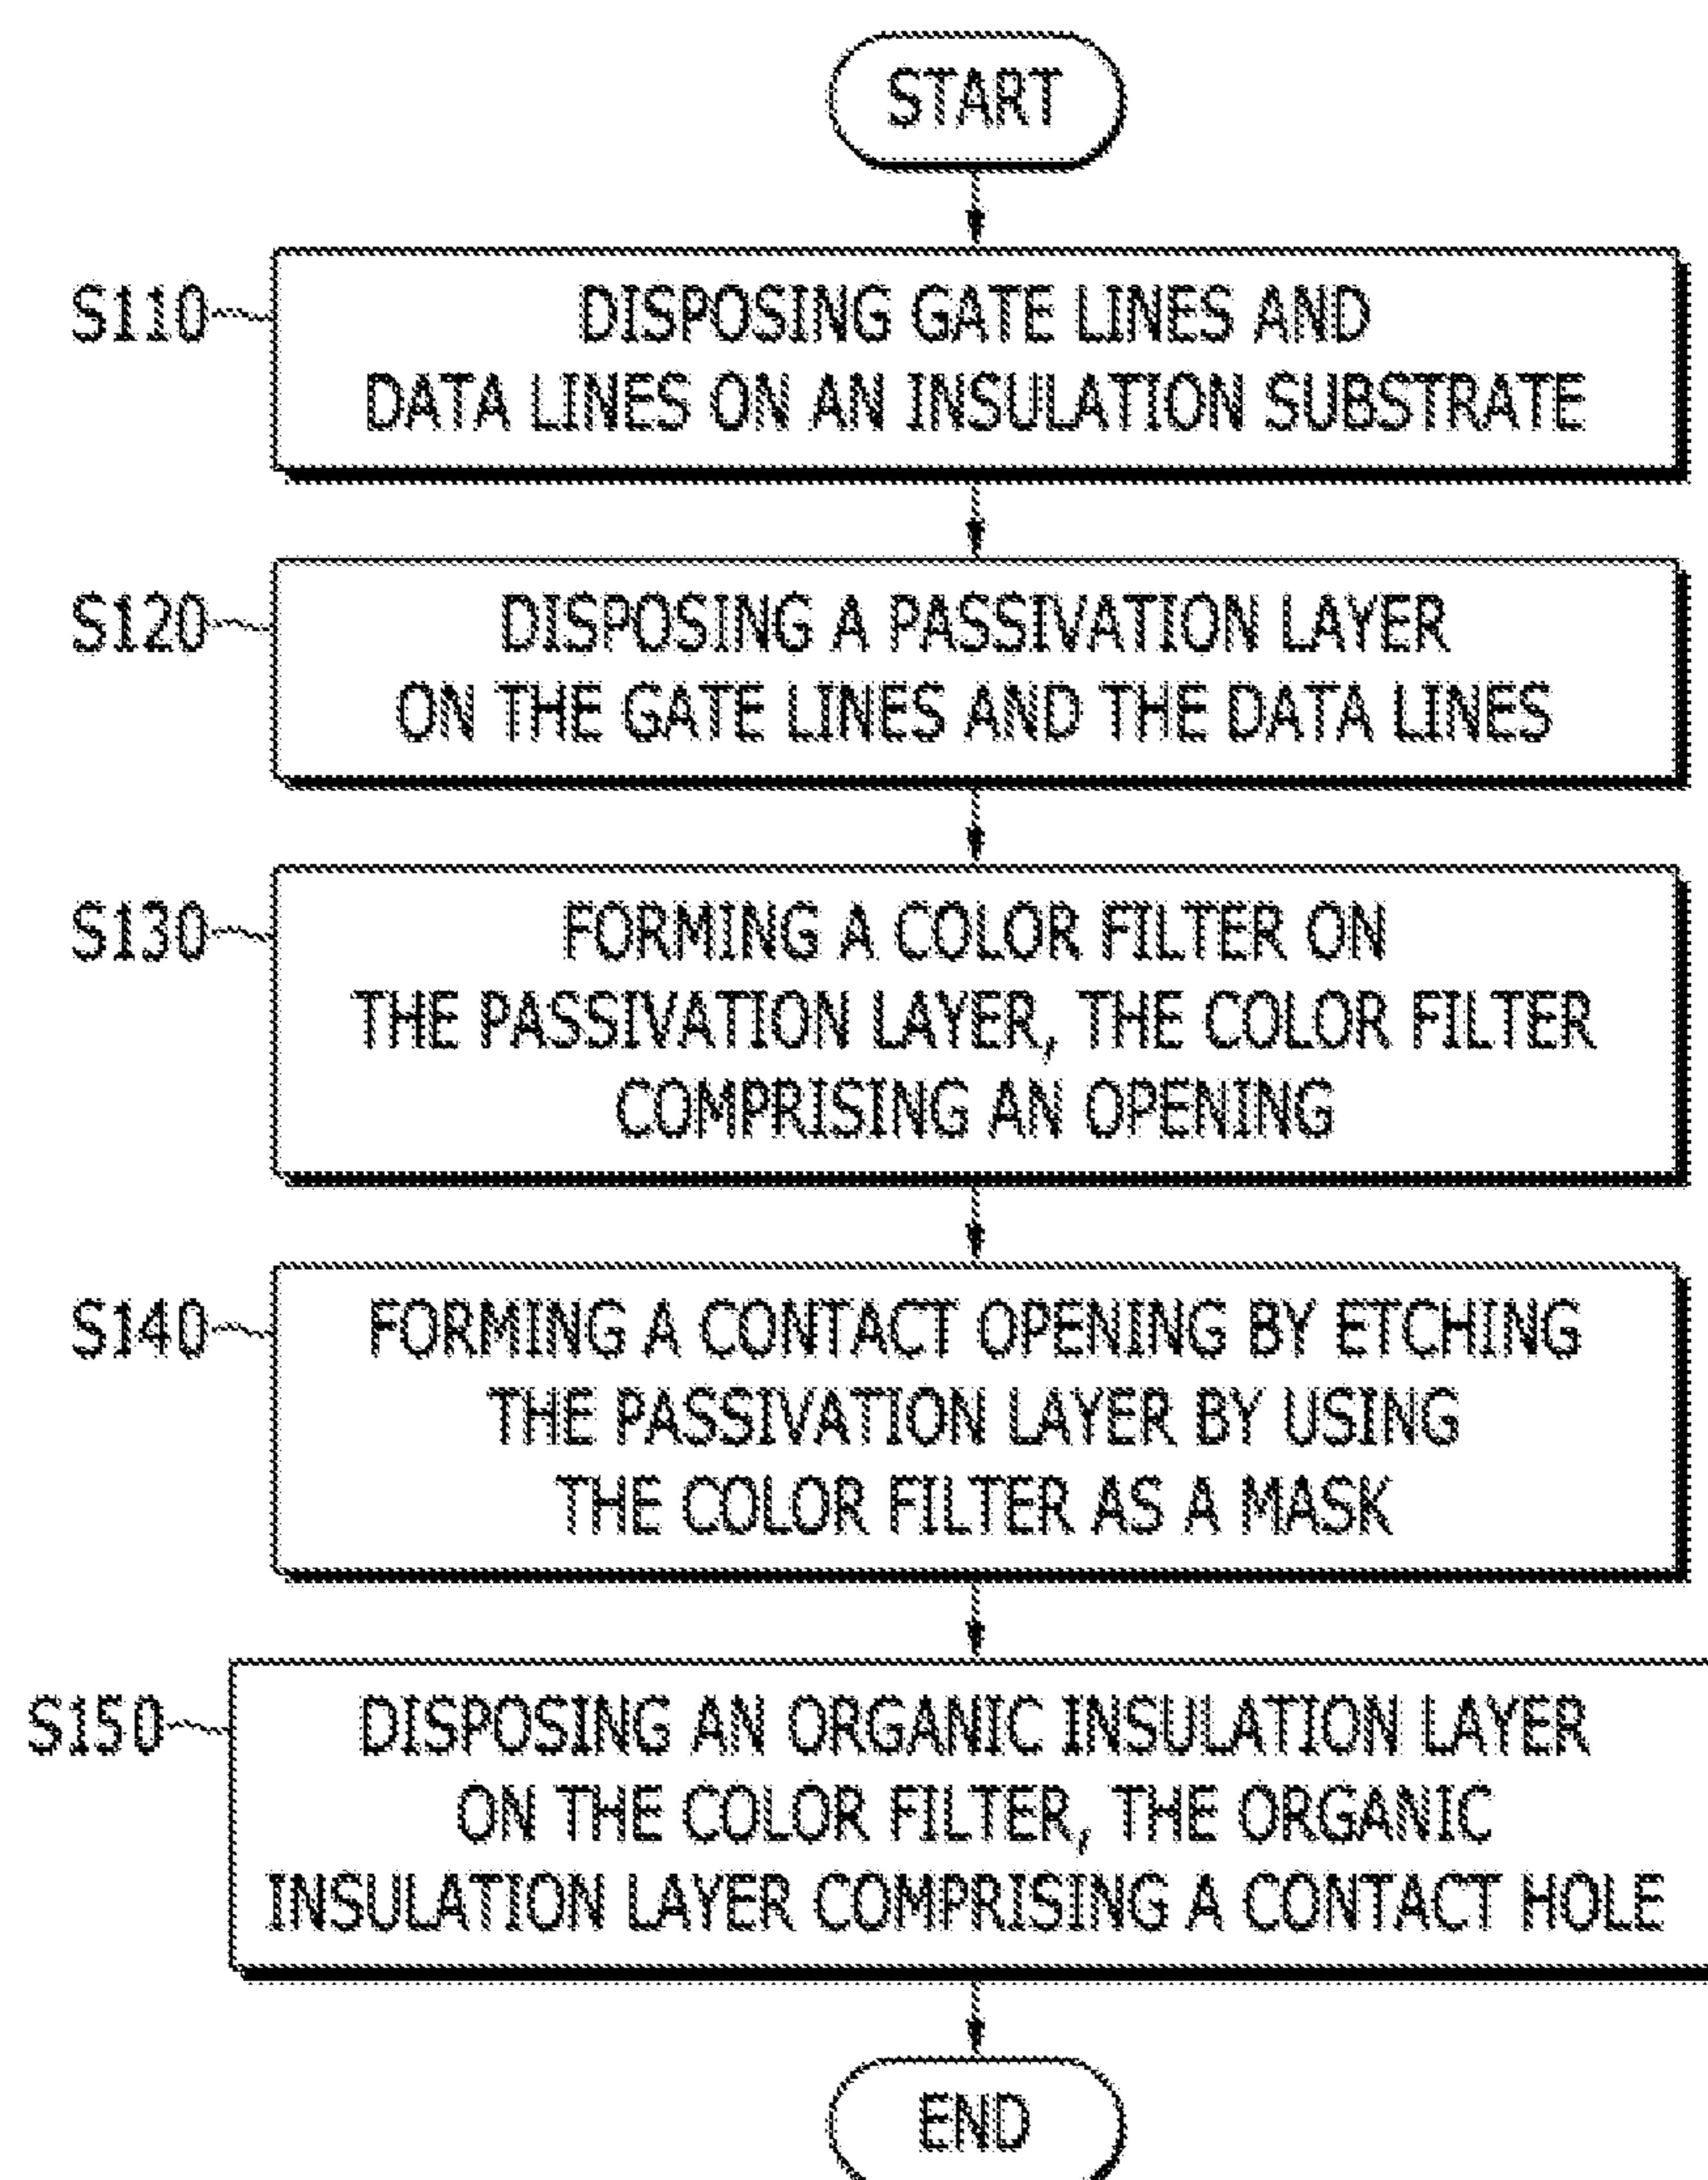 START
S110
DISPOSING GATE LINES AND
DATA LINES ON AN INSULATION SUBSTRATE
S120
DISPOSING A PASSIVATION LAYER
ON THE GATE LINES AND THE DATA LINES
S130
FORMING A COLOR FILTER ON
THE PASSIVATION LAYER, THE COLOR FILTER
COMPRISING AN OPENING
S140
FORMING A CONTACT OPENING BY ETCHING
THE PASSIVATION LAYER BY USING
THE COLOR FILTER AS A MASK
S150
DISPOSING AN ORGANIC INSULATION LAYER
ON THE COLOR FILTER, THE ORGANIC
INSULATION LAYER COMPRISING A CONTACT HOLE
END